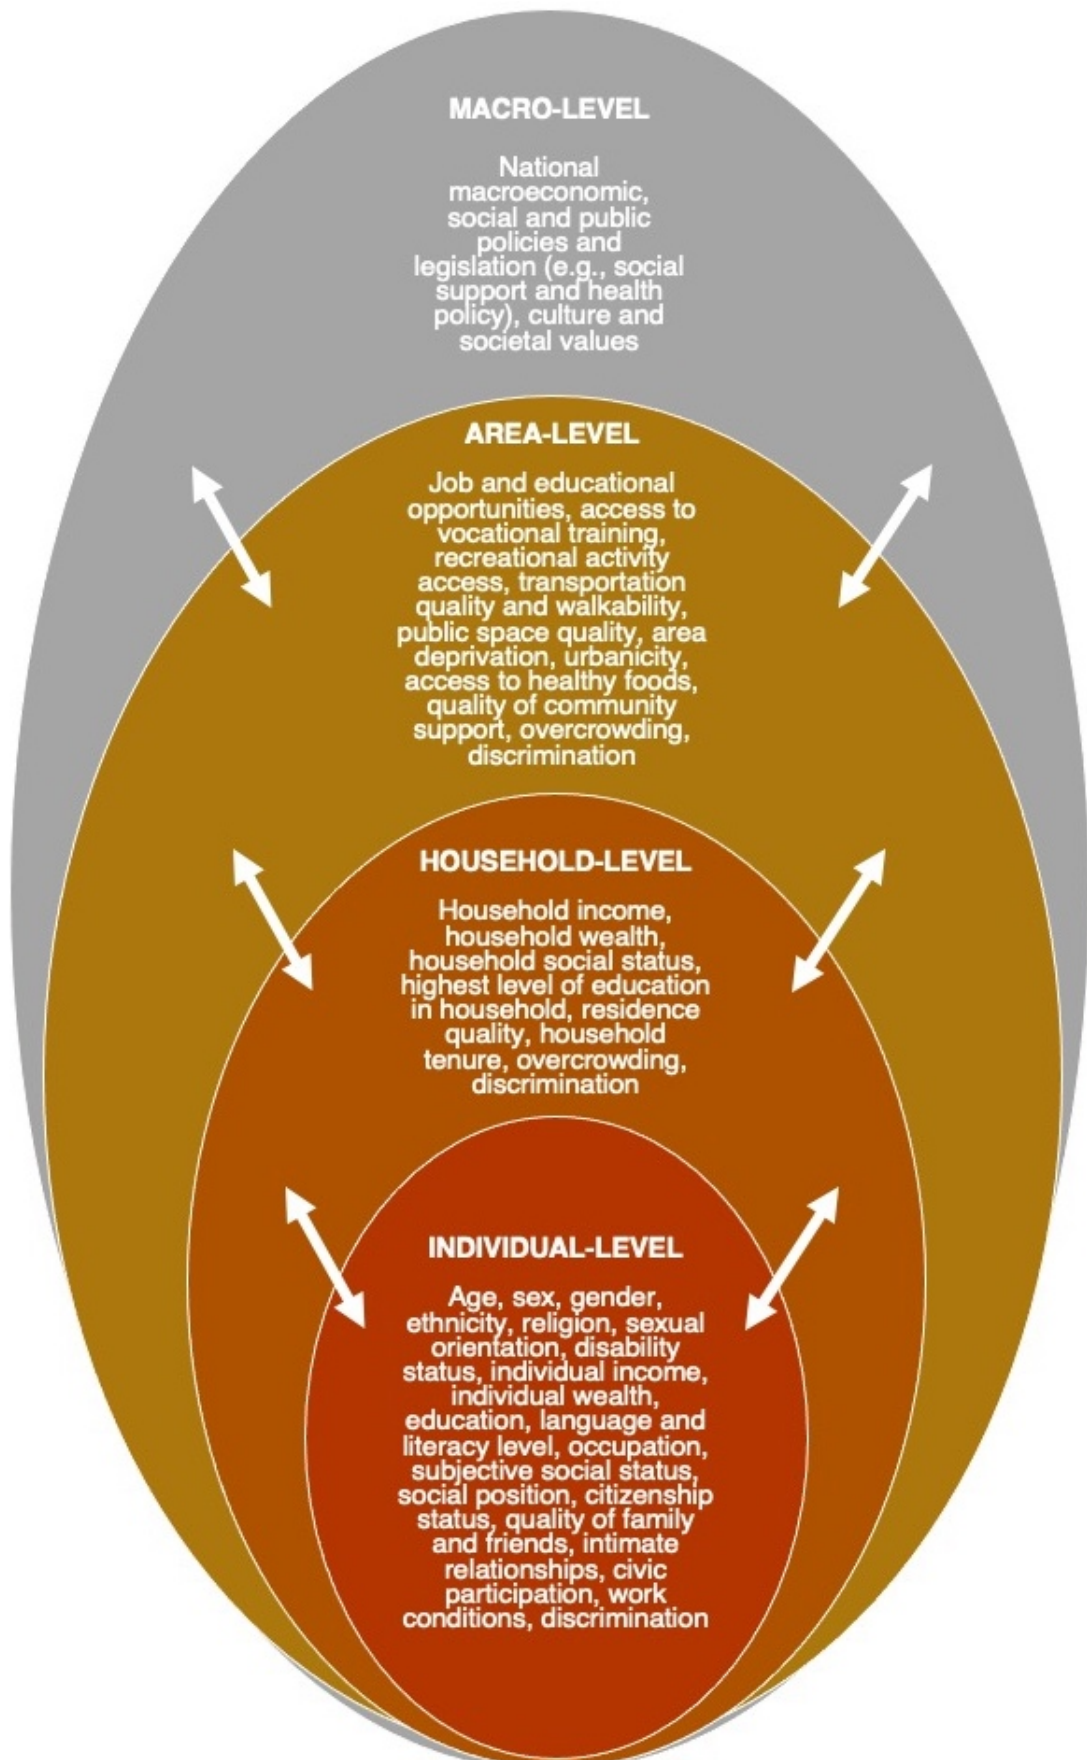 MACRO-LEVEL
National
macroeconomic,
social and public
policies and
legislation (e.g., social
support and health
policy), culture and
societal values
AREA-LEVEL
Job and educational
opportunities, access to
vocational training,
recreational activity
access, transportation
quality and walkability,
public space quality, area
deprivation, urbanicity,
access to healthy foods,
quality of community
support, overcrowding,
discrimination
HOUSEHOLD-LEVEL
Household income,
household wealth,
household social status,
highest level of education
in household, residence
quality, household
tenure, overcrowding,
discrimination
INDIVIDUAL-LEVEL
Age, sex, gender,
ethnicity, religion, sexual
orientation, disability
status, individual income,
individual wealth,
education, language and
literacy level, occupation,
subjective social status,
social position, citizenship
status, quality of family
and friends, intimate
relationships, civic
participation, work
conditions, discrimination